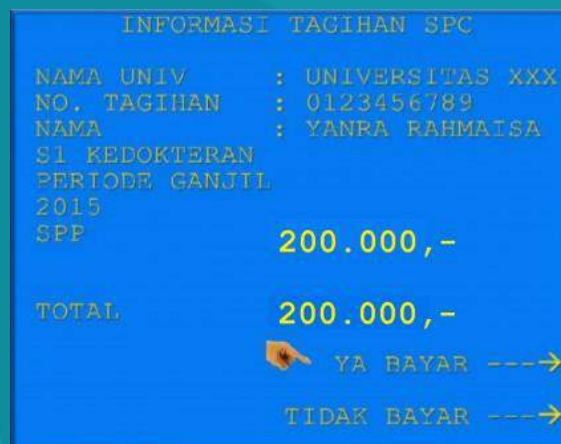 INFORMASI TAGIHAN SPC
NAMA UNIV : UNIVERSITAS XXX
NO. TAGIHAN : 0123456789
NAMA : YANRA RAHMAISA
S1 KEDOKTERAN
PERIODE GANJIL
2015
SPP 200.000,-
TOTAL 200.000,-
YA BAYAR --->
TIDAK BAYAR --->